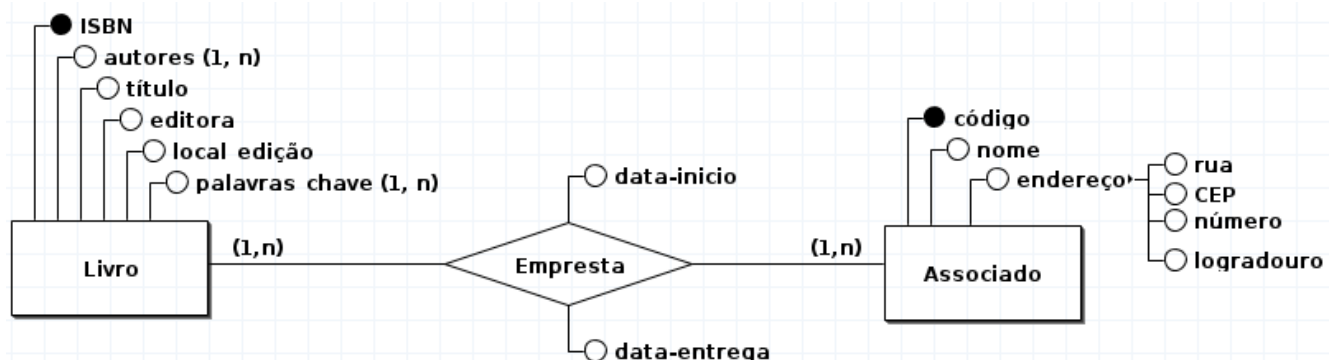 ISBN
autores (1, n)
título
editora
local edição
palavras chave (1, n)
Livro
(1,n)
data-inicio
Empresta
data-entrega
(1,n)
código
nome
endereço
rua
CEP
número
logradouro
Associado